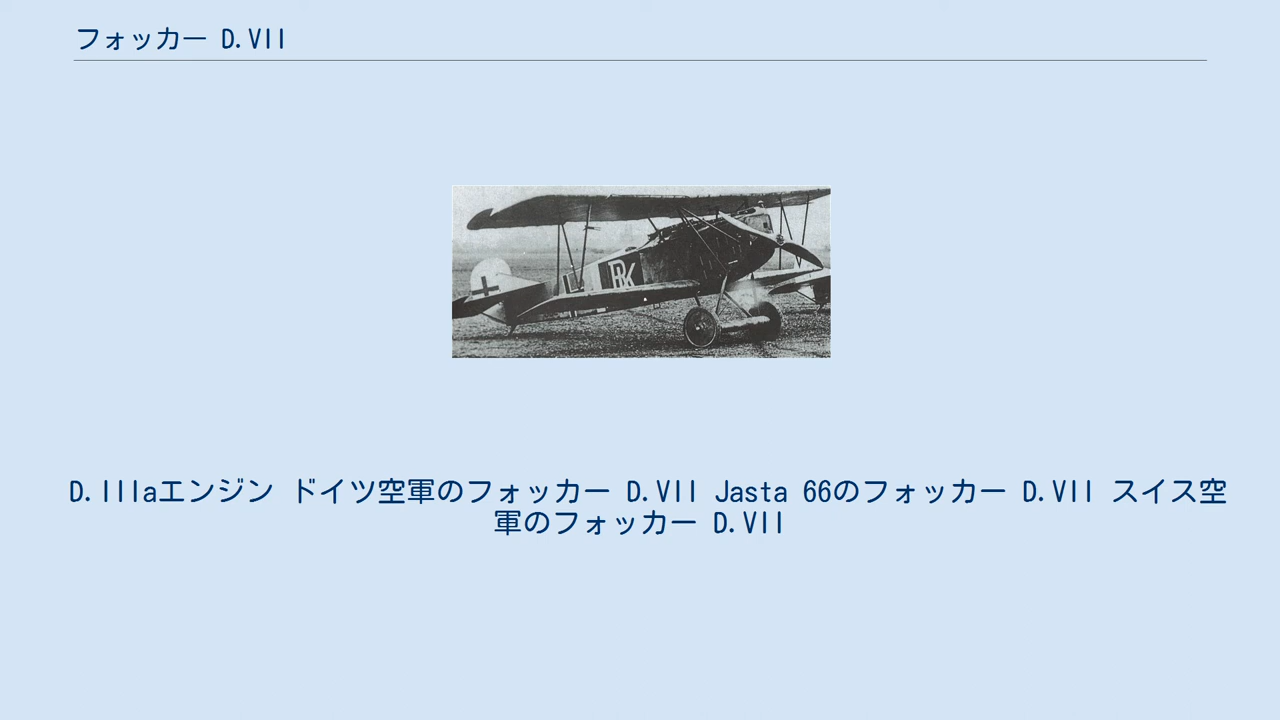 フォッカー D.VII
RK
D.IIIaエンジン ドイツ空軍のフォッカー D.VII Jasta 66のフォッカー D.VII スイス空
軍のフォッカー D.VII